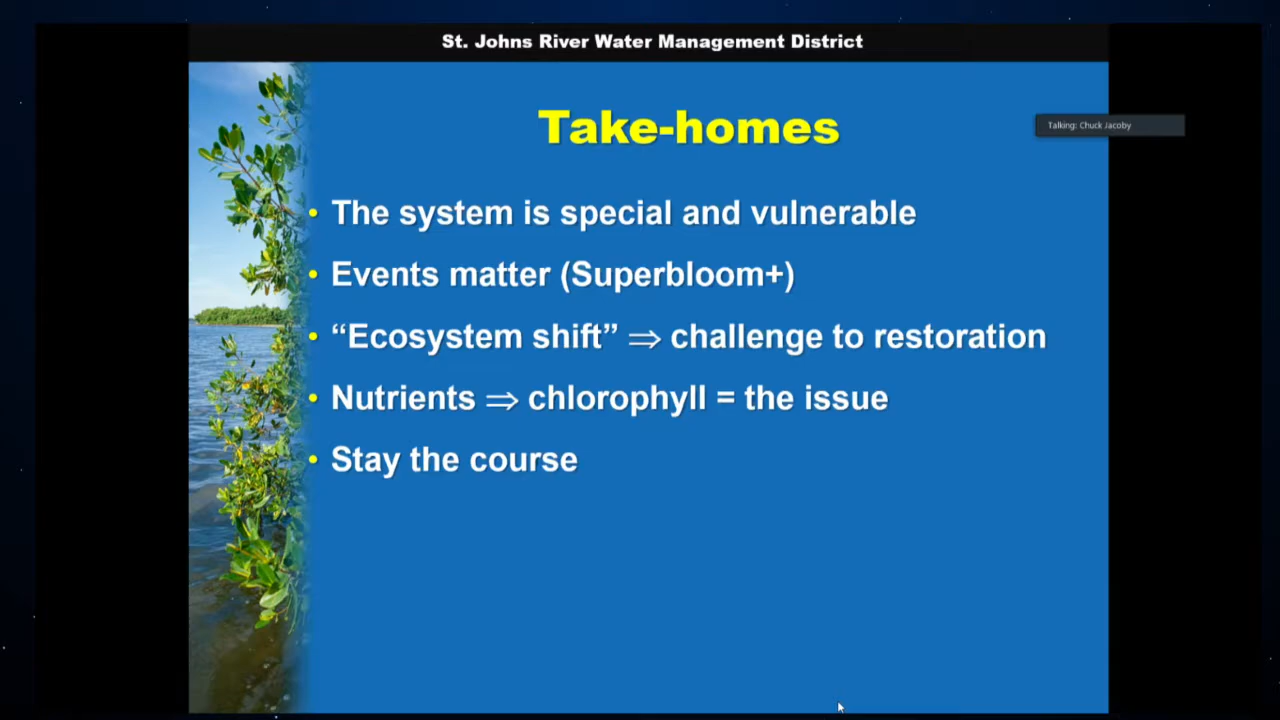 St. Johns River Water Management District
Take-homes
Talking: Chuck Jacoby
• The system is special and vulnerable
• Events matter (Superbloom+)
• “Ecosystem shift” ⇒ challenge to restoration
• Nutrients ⇒ chlorophyll = the issue
• Stay the course